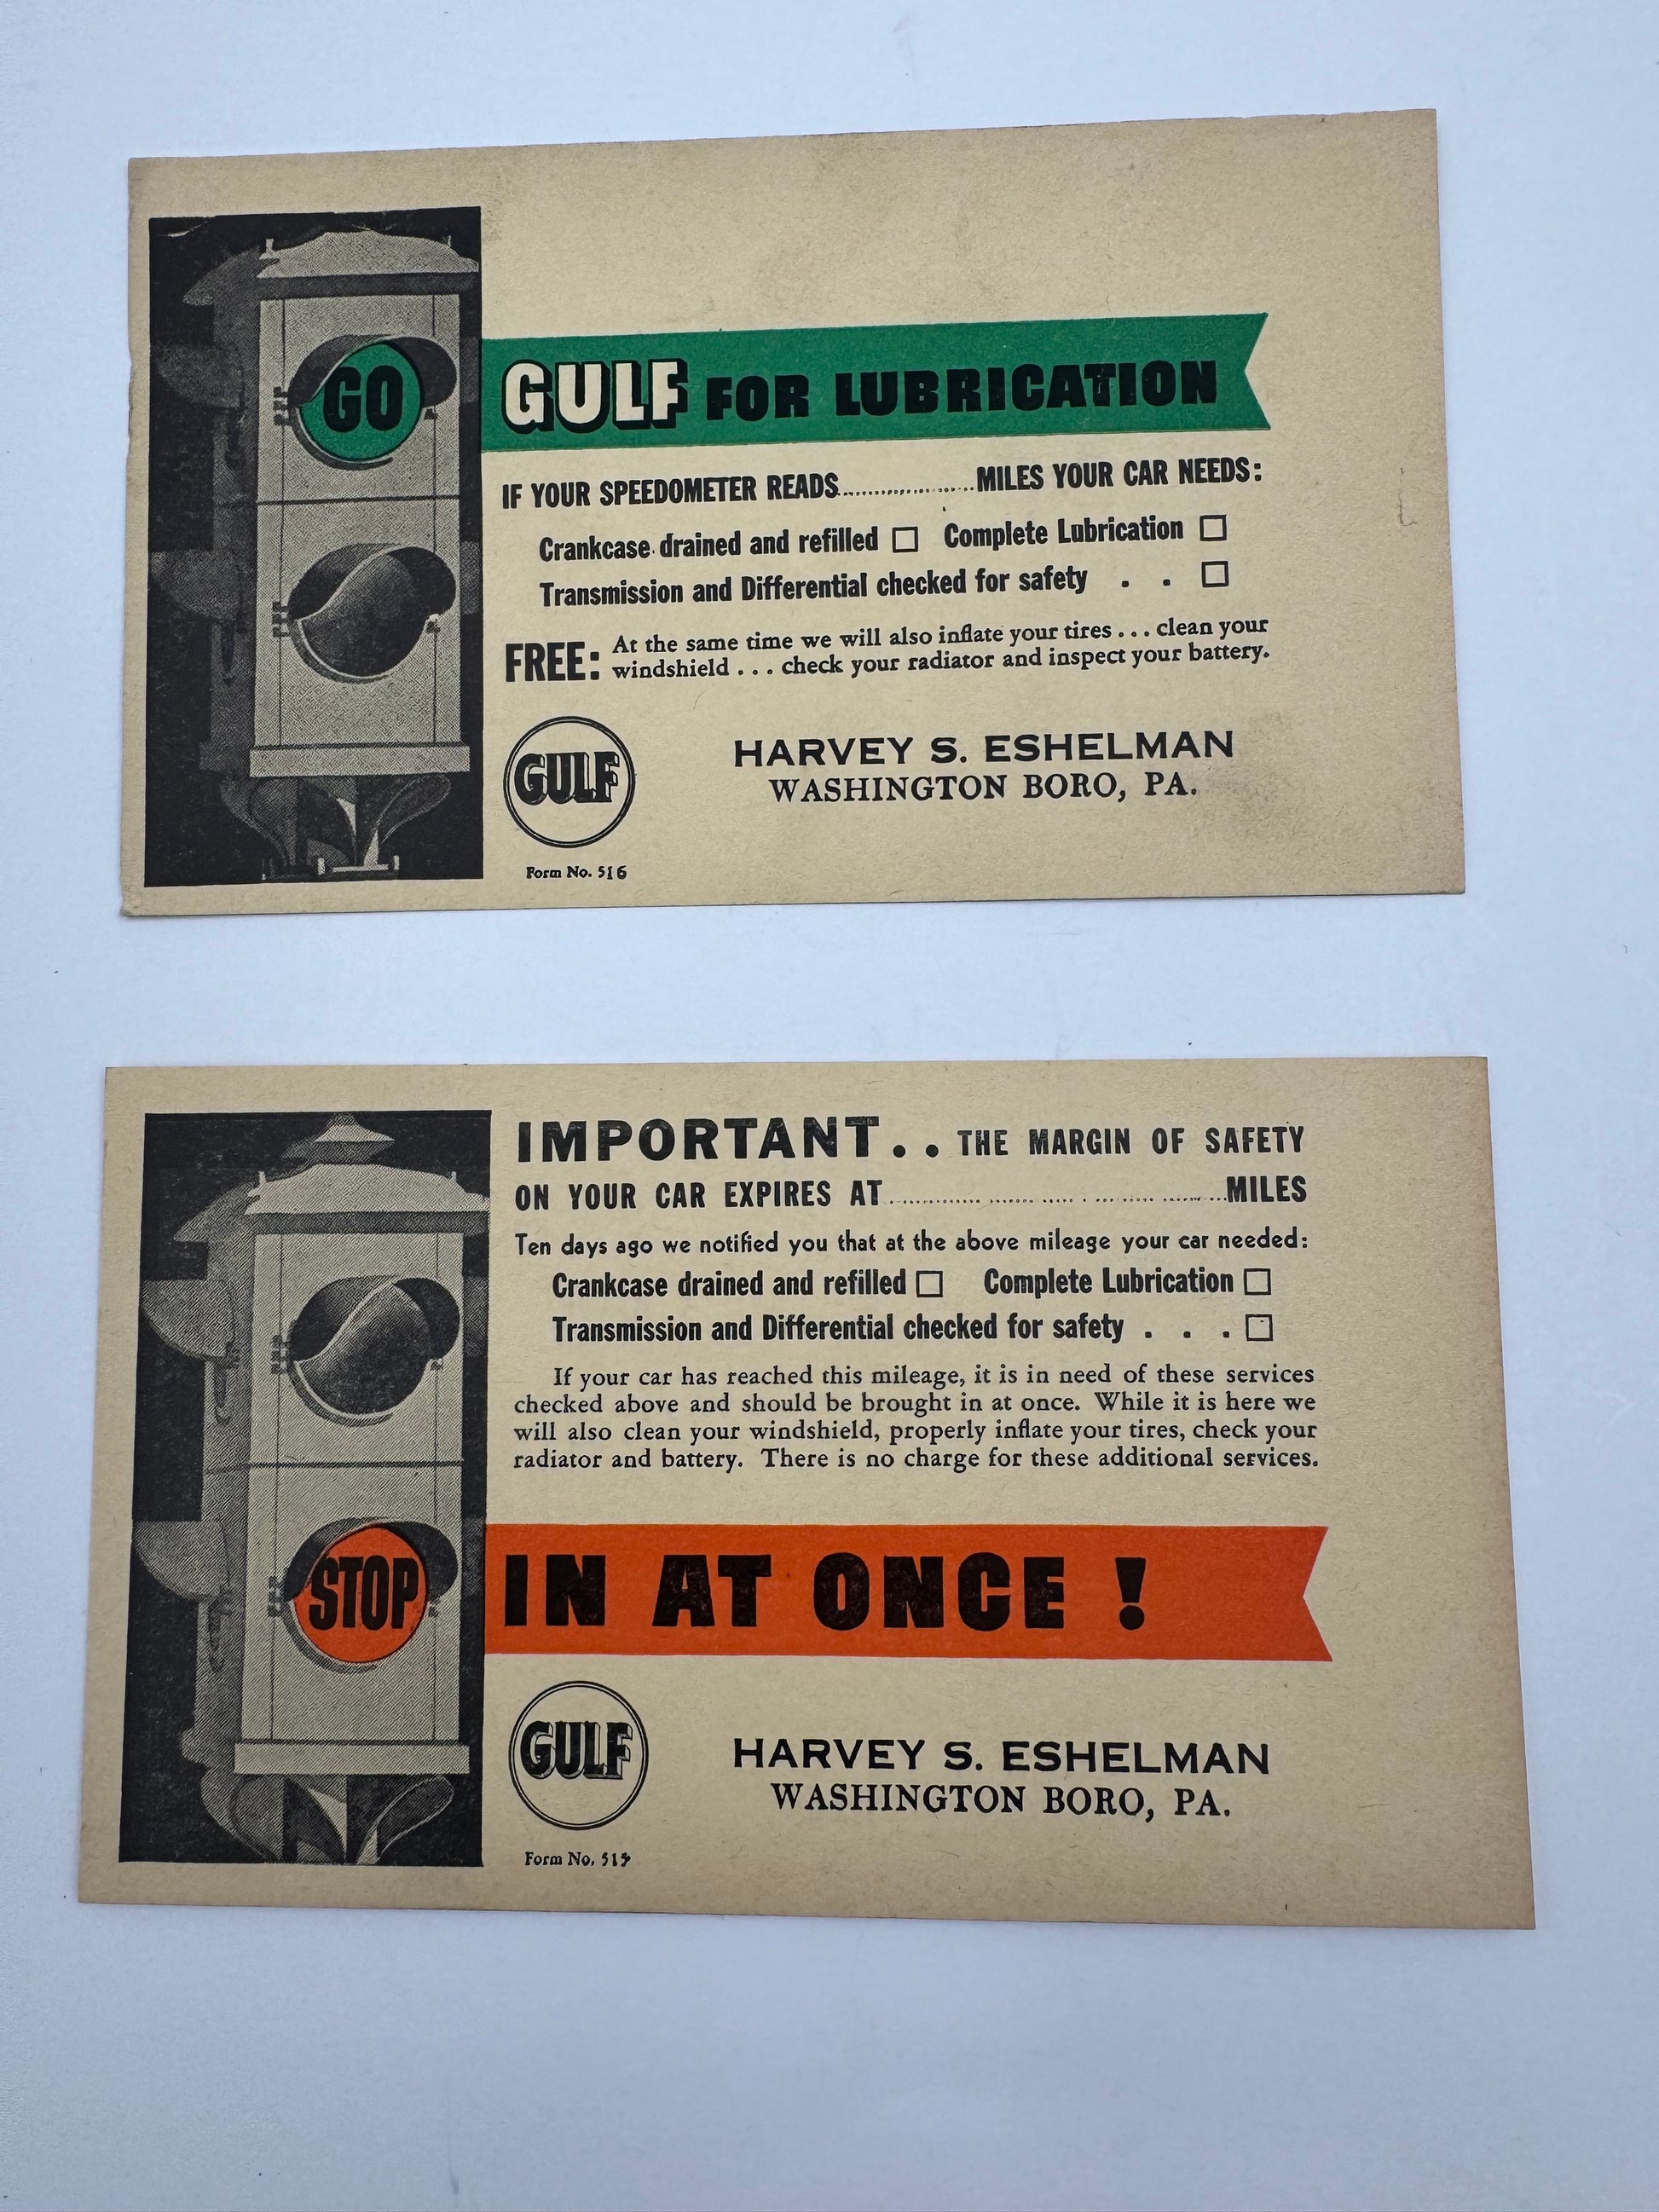 GO GULF FOR LUBRICATION
IF YOUR SPEEDOMETER READS....................MILES YOUR CAR NEEDS:
Crankcase drained and refilled □ Complete Lubrication □
Transmission and Differential checked for safety . . □
FREE: At the same time we will also inflate your tires . . . clean your
windshield . . . check your radiator and inspect your battery.
GULF
HARVEY S. ESHELMAN
WASHINGTON BORO, PA.
Form No. 516
IMPORTANT . . THE MARGIN OF SAFETY
ON YOUR CAR EXPIRES AT........................................MILES
Ten days ago we notified you that at the above mileage your car needed:
Crankcase drained and refilled □ Complete Lubrication □
Transmission and Differential checked for safety . . . □
If your car has reached this mileage, it is in need of these services
checked above and should be brought in at once. While it is here we
will also clean your windshield, properly inflate your tires, check your
radiator and battery. There is no charge for these additional services.
STOP IN AT ONCE !
GULF
HARVEY S. ESHELMAN
WASHINGTON BORO, PA.
Form No.